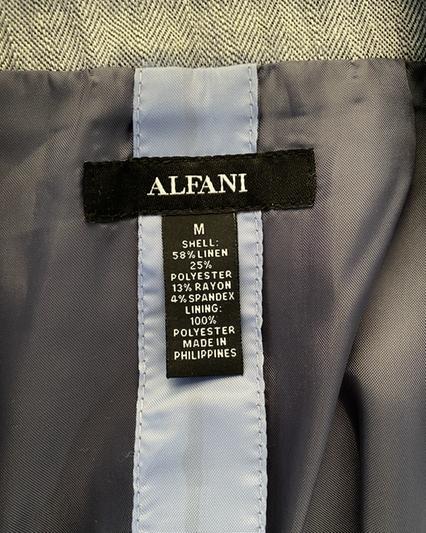 ALFANI
M
SHELL:
58% LINEN
25%
POLYESTER
13% RAYON
4% SPANDEX
LINING:
100%
POLYESTER
MADE IN
PHILIPPINES